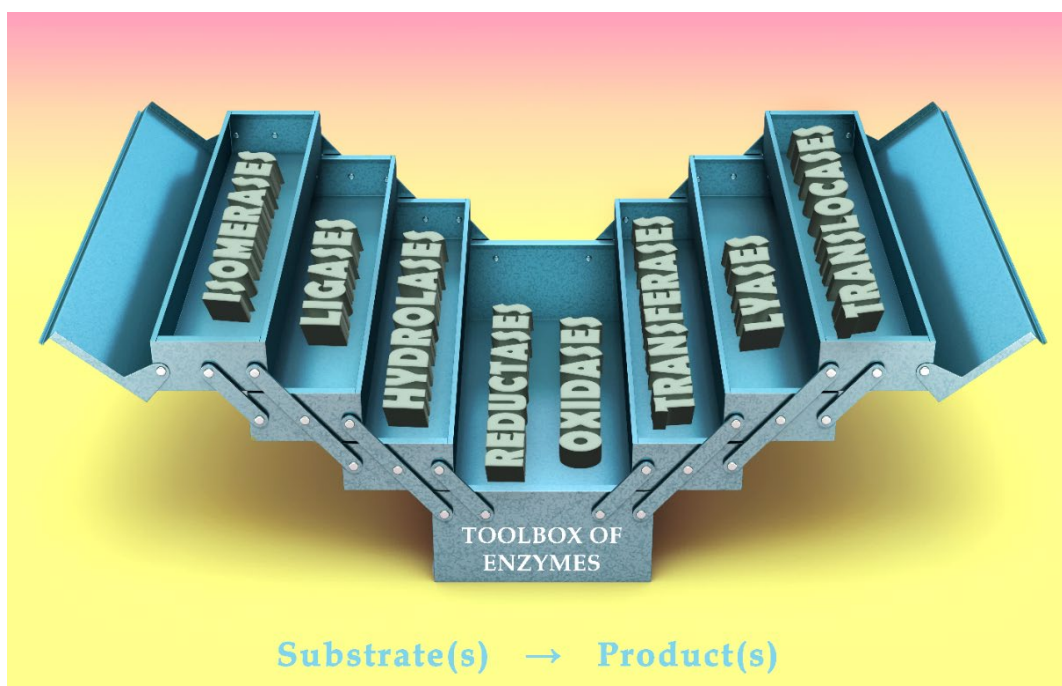 ISOMERASES
LIGASES
HYDROLASES
REDUCTASES
OXIDASES
TRANSFERASES
LYASES
TRANSLOCASES
TOOLBOX OF
ENZYMES
Substrate(s) → Product(s)